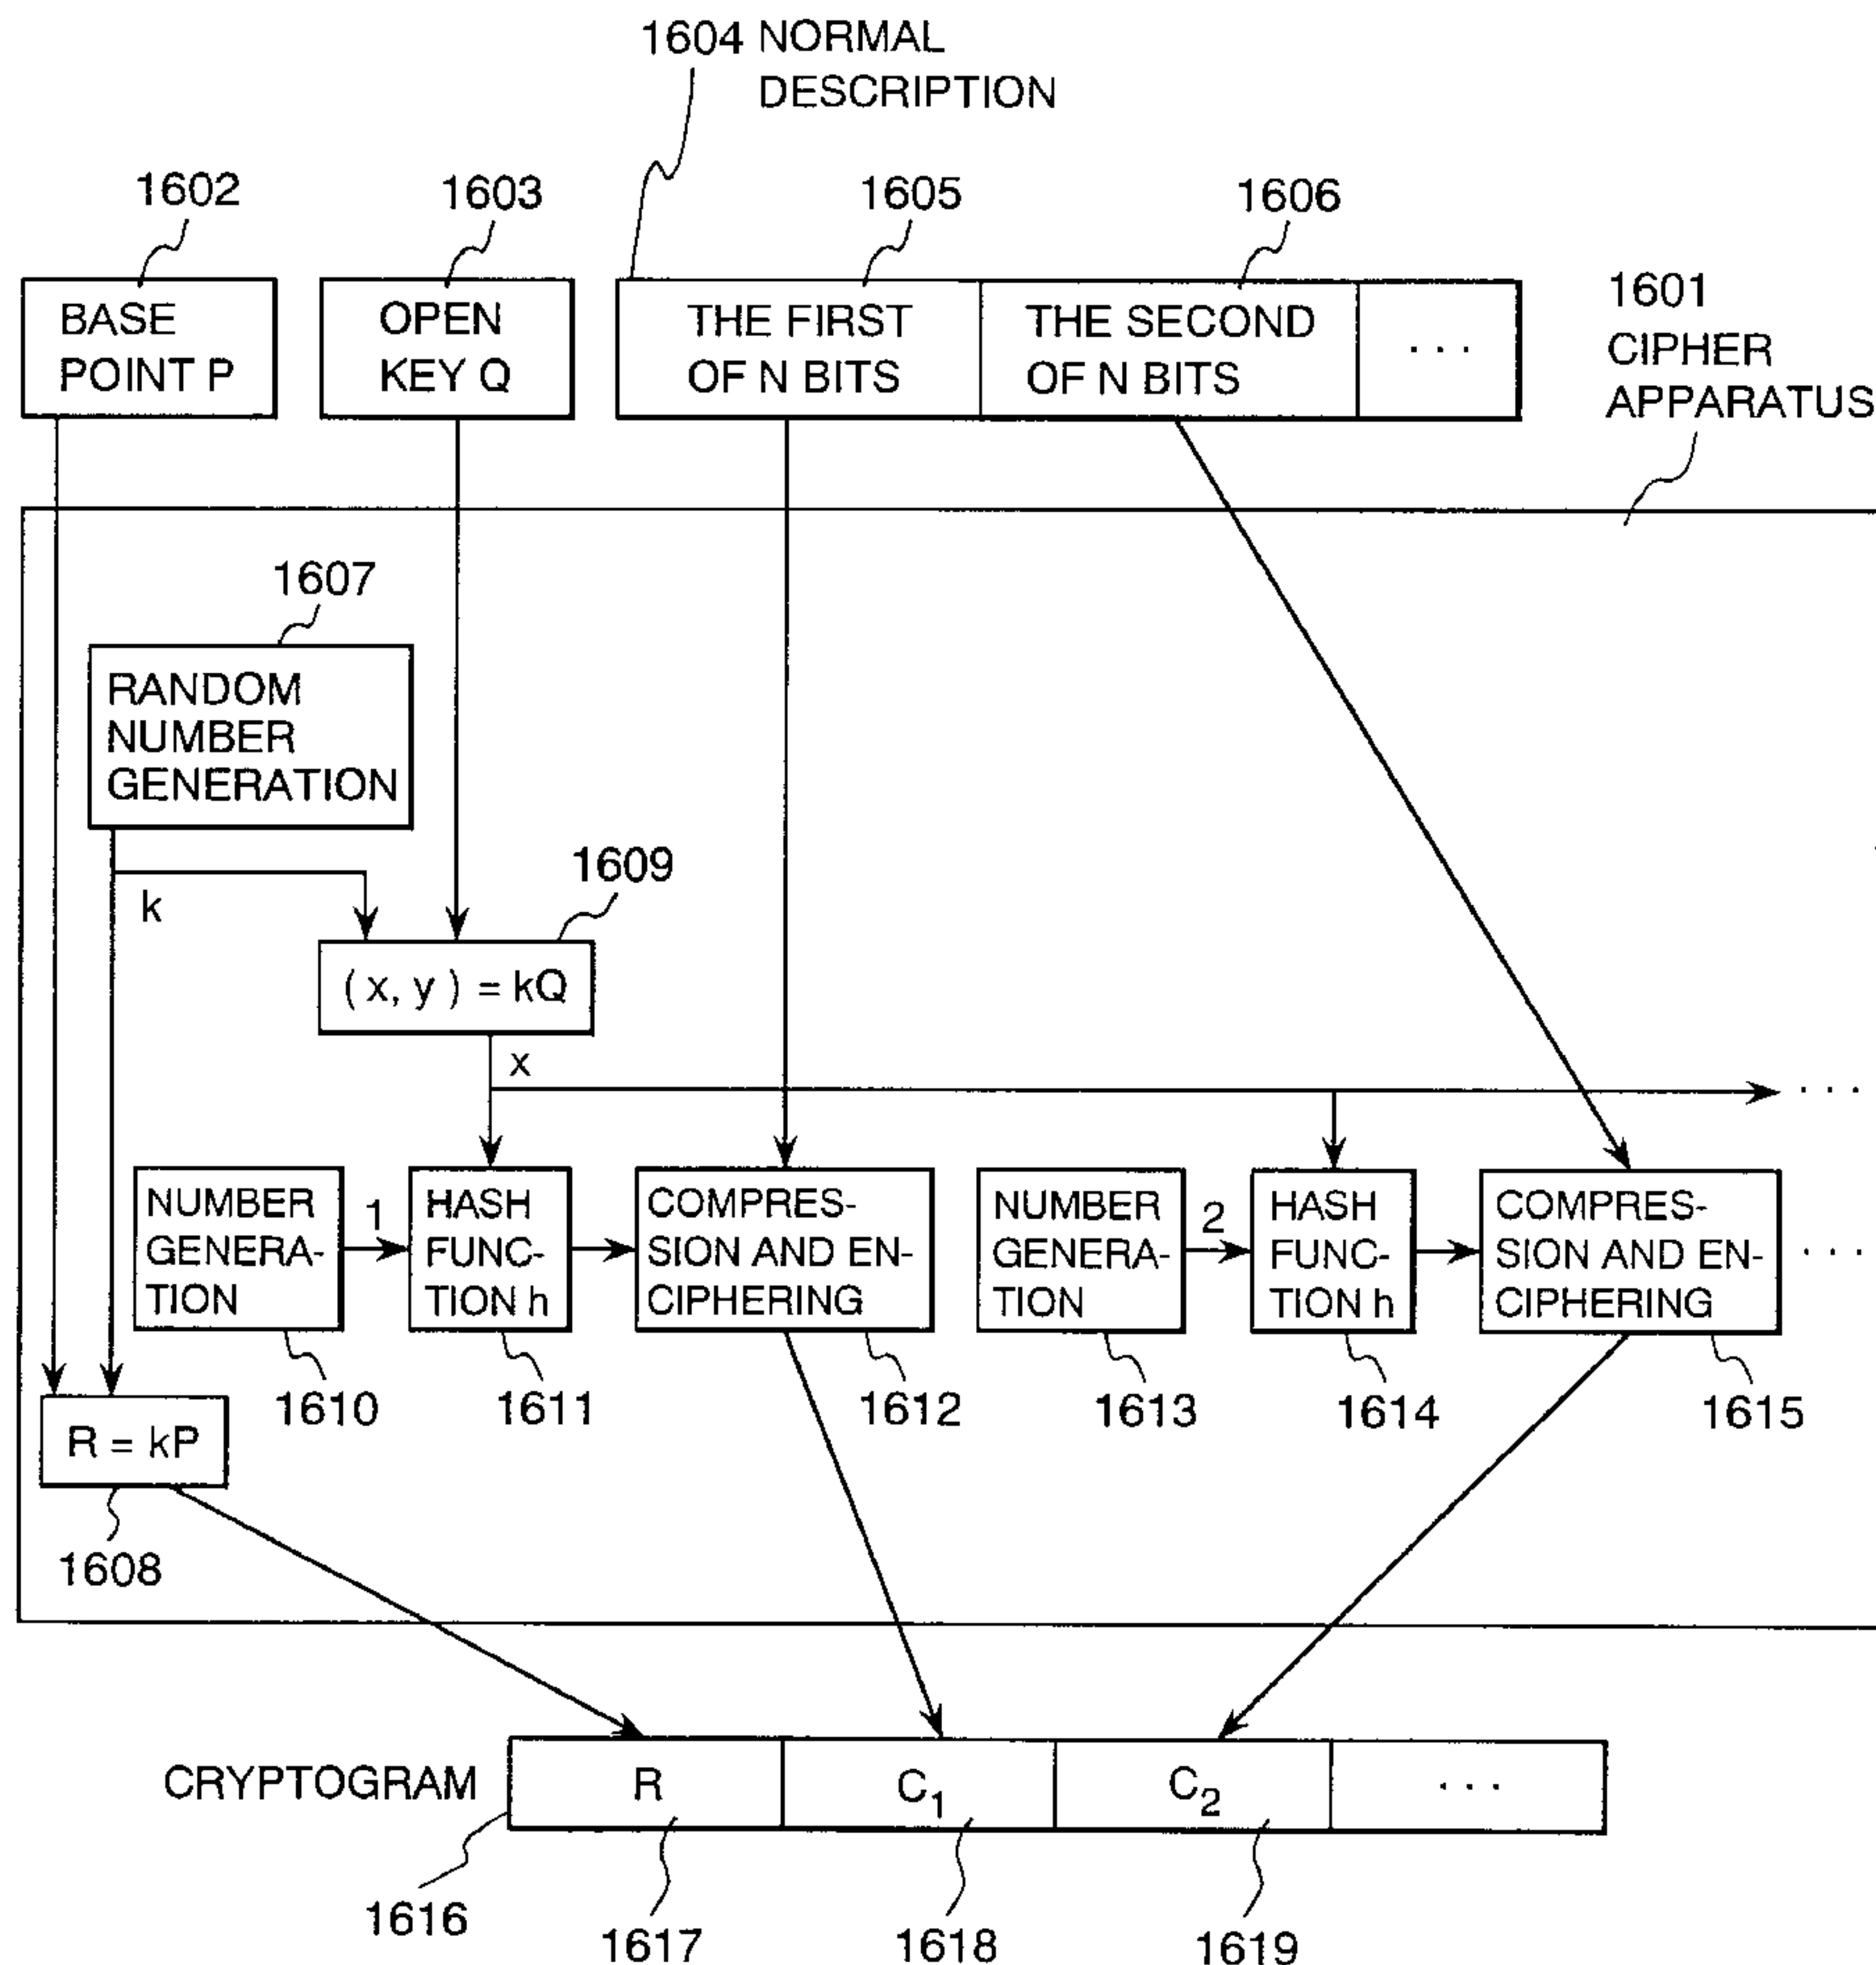 1604 NORMAL
DESCRIPTION
1602
1603
1605
1606
BASE
POINT P
OPEN
KEY Q
THE FIRST
OF N BITS
THE SECOND
OF N BITS
. . .
1601
CIPHER
APPARATUS
1607
RANDOM
NUMBER
GENERATION
k
1609
( x, y ) = kQ
x
. . .
NUMBER
GENERA-
TION
1
HASH
FUNC-
TION h
COMPRES-
SION AND EN-
CIPHERING
NUMBER
GENERA-
TION
2
HASH
FUNC-
TION h
COMPRES-
SION AND EN-
CIPHERING
. . .
1610
1611
1612
1613
1614
1615
R = kP
1608
CRYPTOGRAM
R
C₁
C₂
. . .
1616
1617
1618
1619